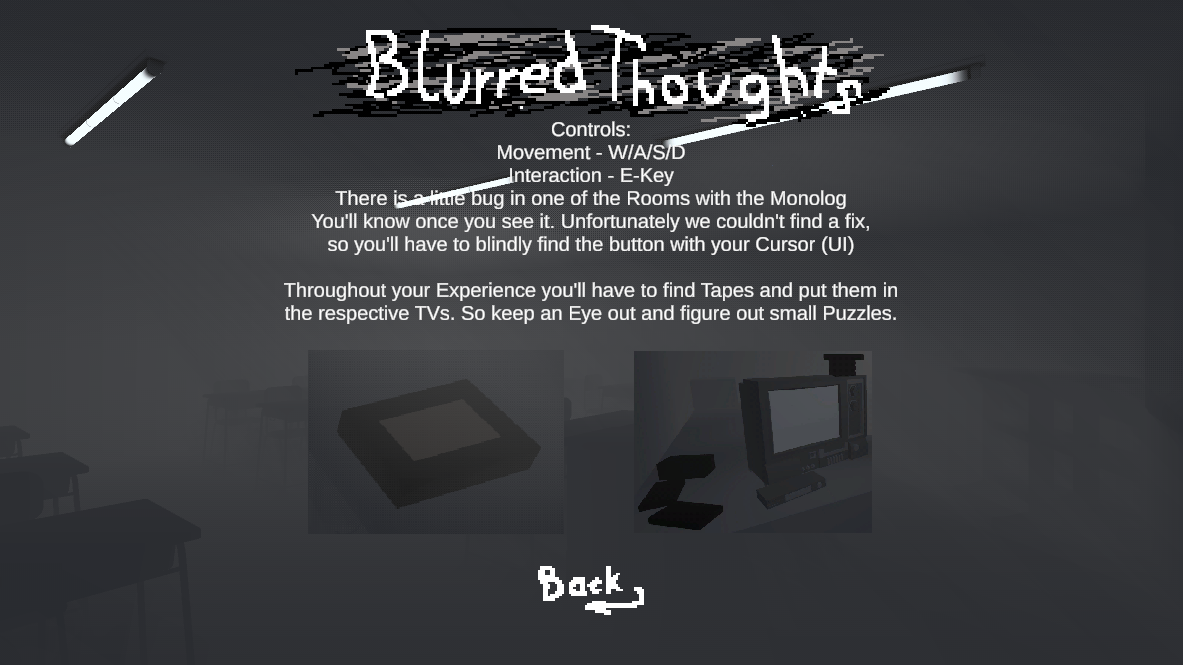 Blurred Thoughts
Controls:
Movement - W/A/S/D
Interaction - E-Key
There is a little bug in one of the Rooms with the Monolog
You'll know once you see it. Unfortunately we couldn't find a fix,
so you'll have to blindly find the button with your Cursor (UI)
Throughout your Experience you'll have to find Tapes and put them in
the respective TVs. So keep an Eye out and figure out small Puzzles.
Back